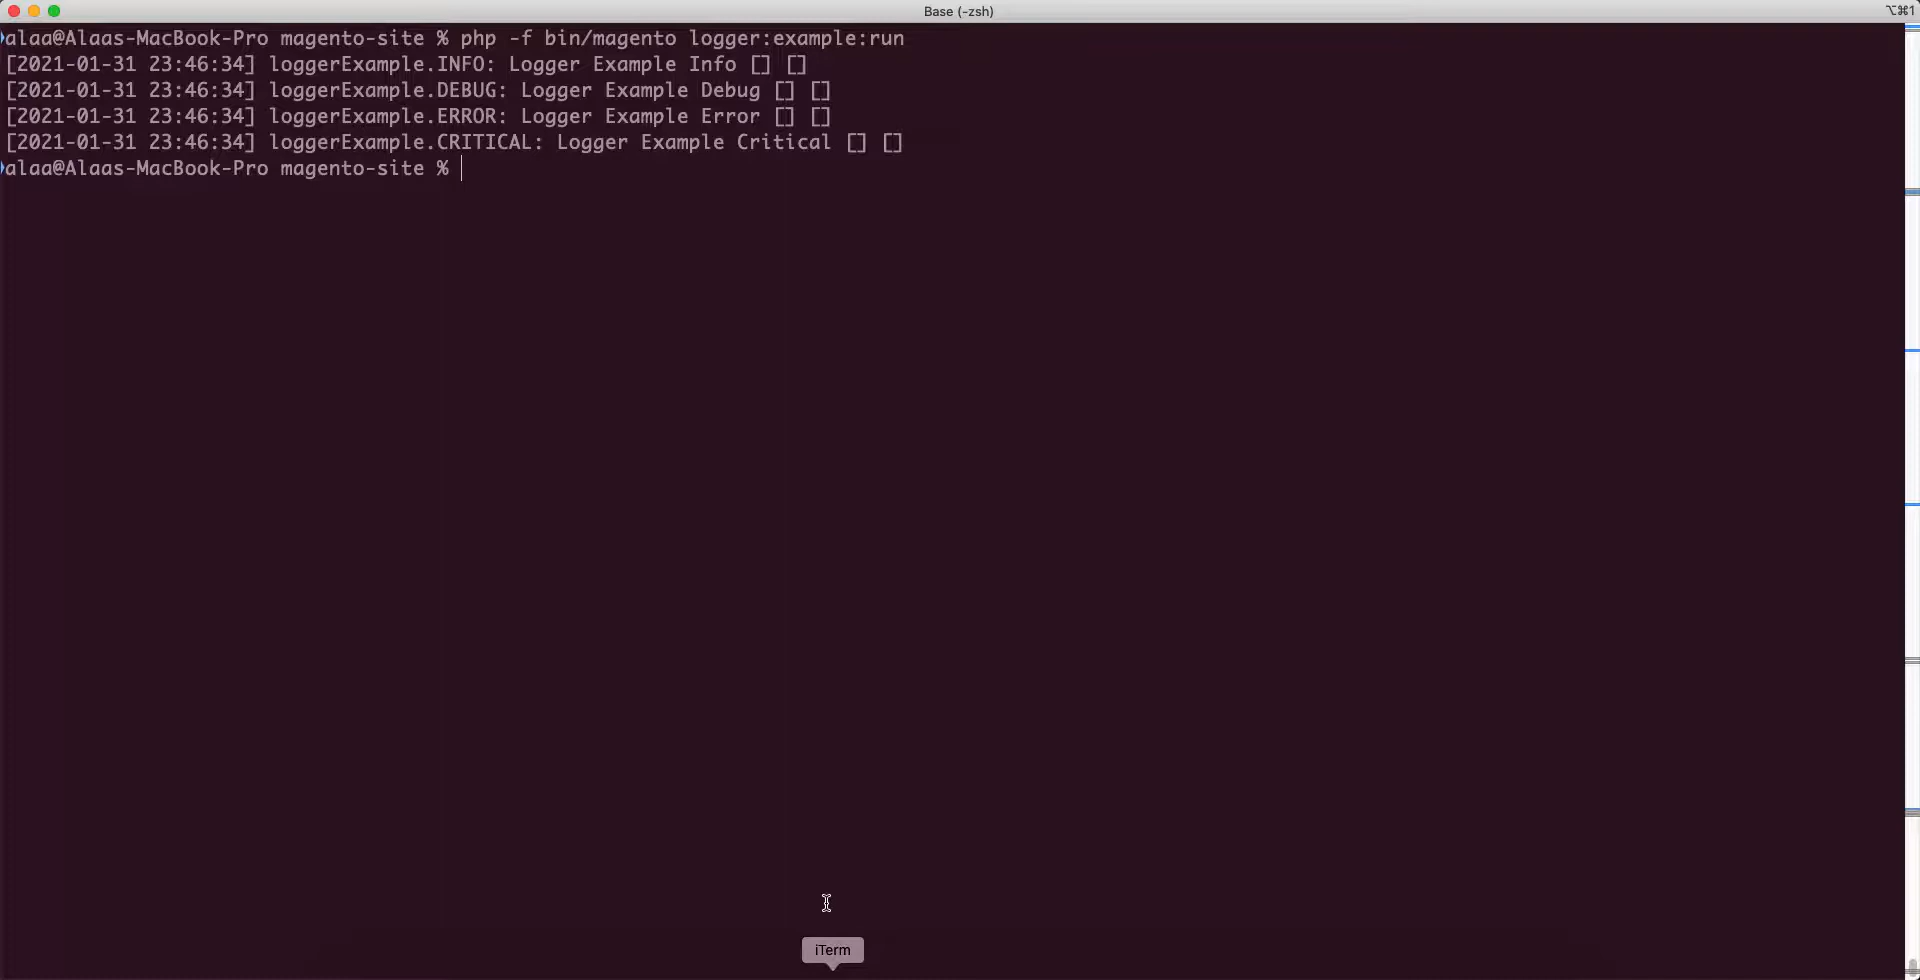 Base (-zsh)
⌥⌘1
alaa@Alaas-MacBook-Pro magento-site % php -f bin/magento logger:example:run
[2021-01-31 23:46:34] loggerExample.INFO: Logger Example Info [] []
[2021-01-31 23:46:34] loggerExample.DEBUG: Logger Example Debug [] []
[2021-01-31 23:46:34] loggerExample.ERROR: Logger Example Error [] []
[2021-01-31 23:46:34] loggerExample.CRITICAL: Logger Example Critical [] []
alaa@Alaas-MacBook-Pro magento-site %
iTerm